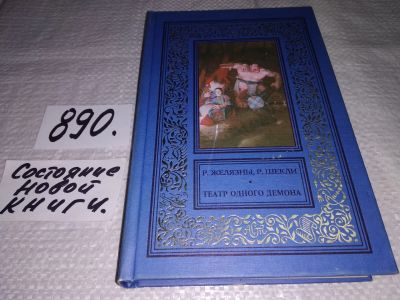 890.
Состояние
новой
книги.
Р. ЖЕЛЯЗНЫ, Р. ШЕКЛИ
•
ТЕАТР ОДНОГО ДЕМОНА